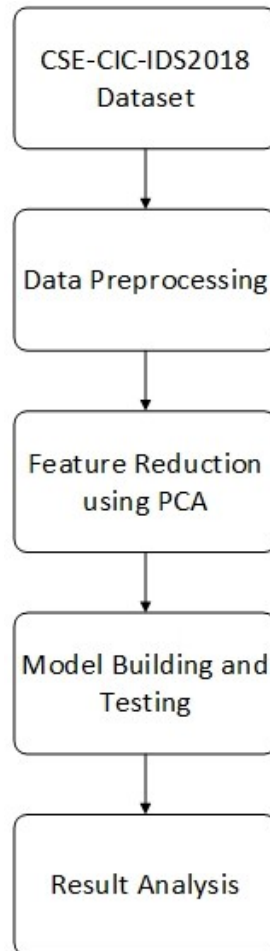 CSE-CIC-IDS2018
Dataset
Data Preprocessing
Feature Reduction
using PCA
Model Building and
Testing
Result Analysis